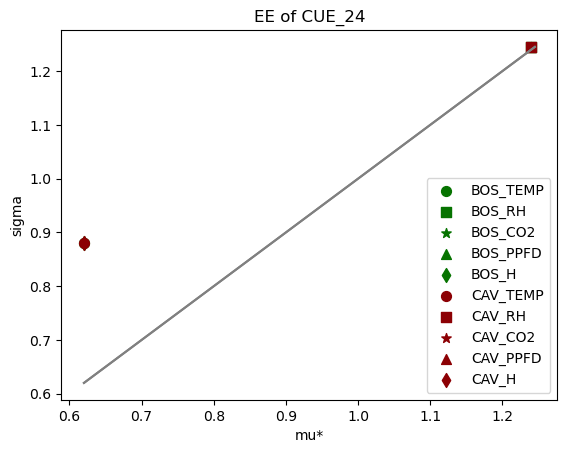 EE of CUE_24
sigma
1.2
1.1
1.0
0.9
0.8
0.7
0.6
0.6
0.7
0.8
0.9
1.0
1.1
1.2
mu*
BOS_TEMP
BOS_RH
BOS_CO2
BOS_PPFD
BOS_H
CAV_TEMP
CAV_RH
CAV_CO2
CAV_PPFD
CAV_H